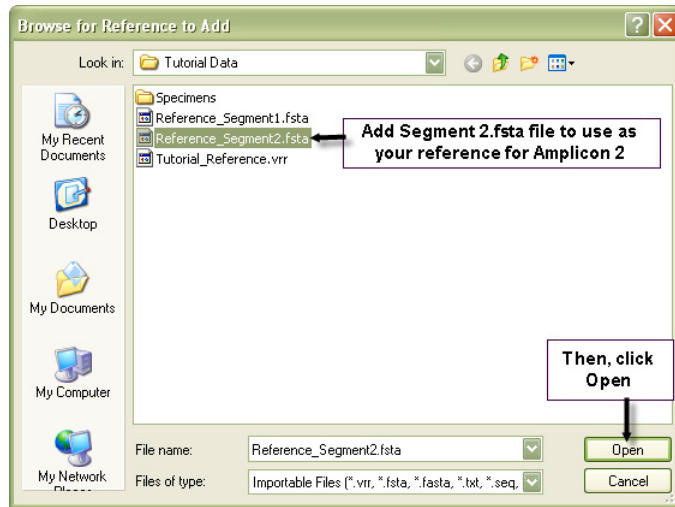 Browse for Reference to Add
Look in:
Tutorial Data
My Recent
Documents
Desktop
My Documents
My Computer
My Network
Specimens
Reference_Segment1.fsta
Reference_Segment2.fsta
Tutorial_Reference.vrr
Add Segment 2.fsta file to use as
your reference for Amplicon 2
Then, click
Open
File name:
Reference_Segment2.fsta
Open
Files of type:
Importable Files (*.vrr, *.fsta, *.fasta, *.txt, *.seq,
Cancel